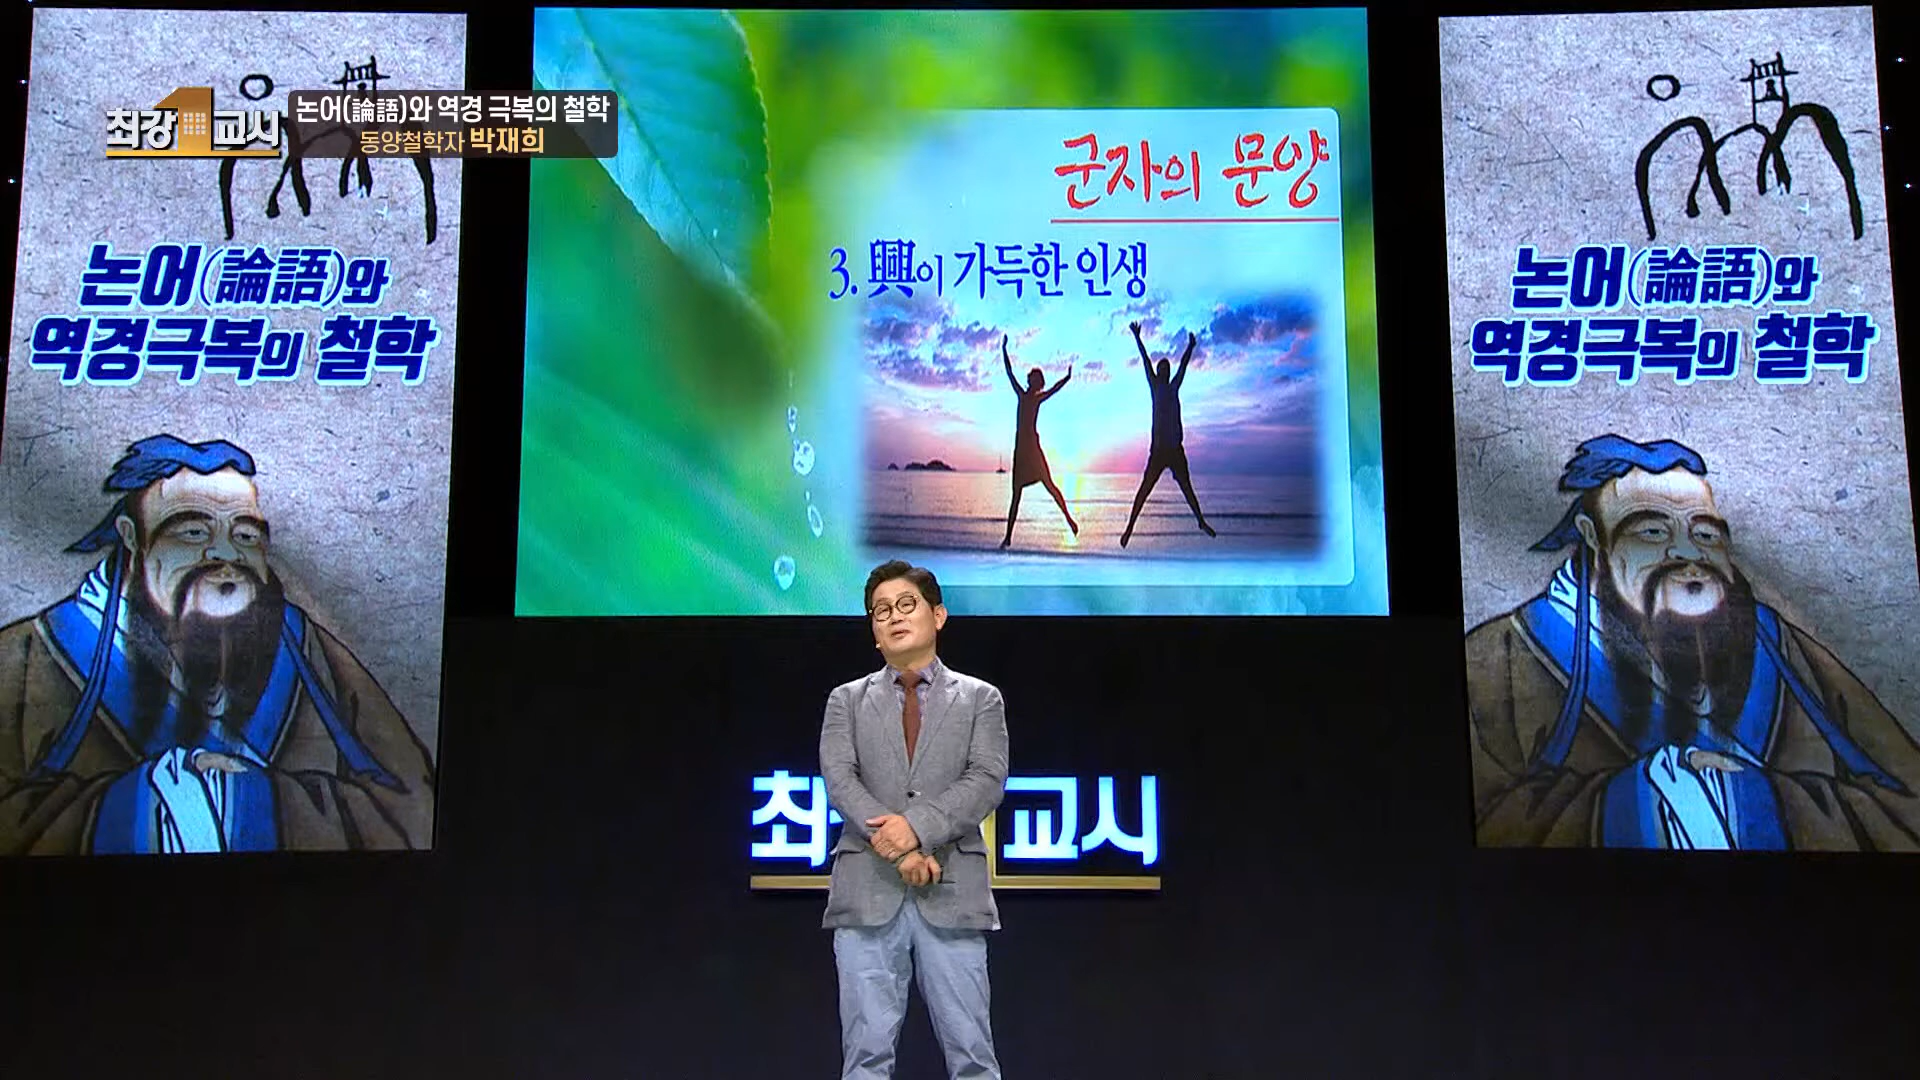 최강1교시
논어(論語)와 역경 극복의 철학
동양철학자 박재희
논어(論語)와
역경극복의 철학
군자의 문양
3. 興이 가득한 인생
논어(論語)와
역경극복의 철학
최 교시